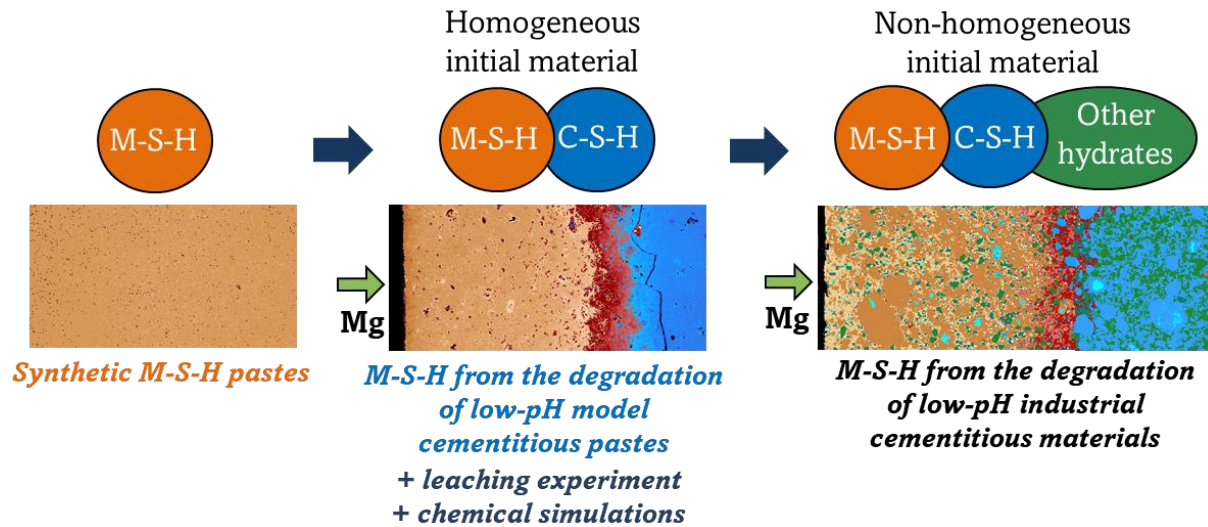 Homogeneous
initial material
Non-homogeneous
initial material
M-S-H
M-S-H
C-S-H
M-S-H
C-S-H
Other
hydrates
Mg
Mg
Synthetic M-S-H pastes
M-S-H from the degradation
of low-pH model
cementitious pastes
+ leaching experiment
+ chemical simulations
M-S-H from the degradation
of low-pH industrial
cementitious materials